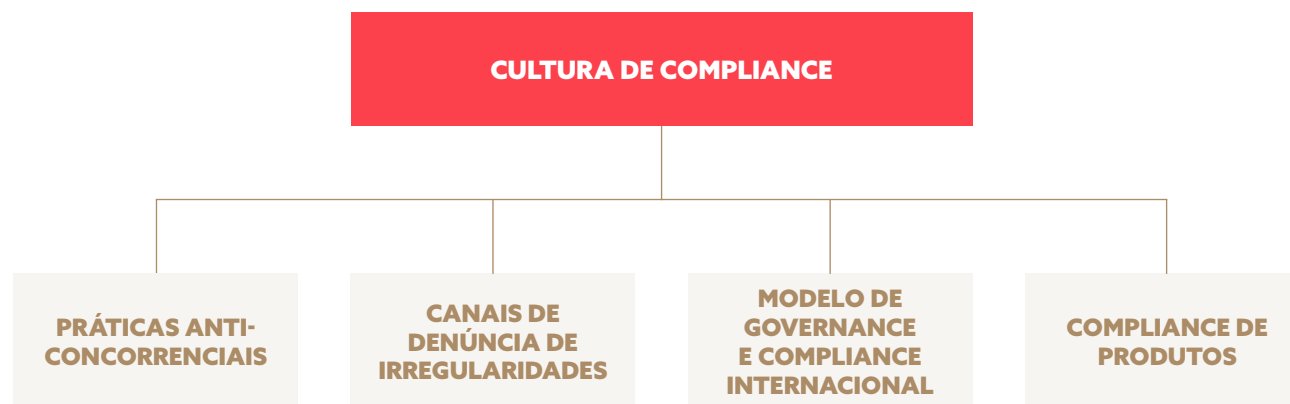 CULTURA DE COMPLIANCE
PRÁTICAS ANTI-
CONCORRENCIAIS
CANAIS DE
DENÚNCIA DE
IRREGULARIDADES
MODELO DE
GOVERNANCE
E COMPLIANCE
INTERNACIONAL
COMPLIANCE DE
PRODUTOS